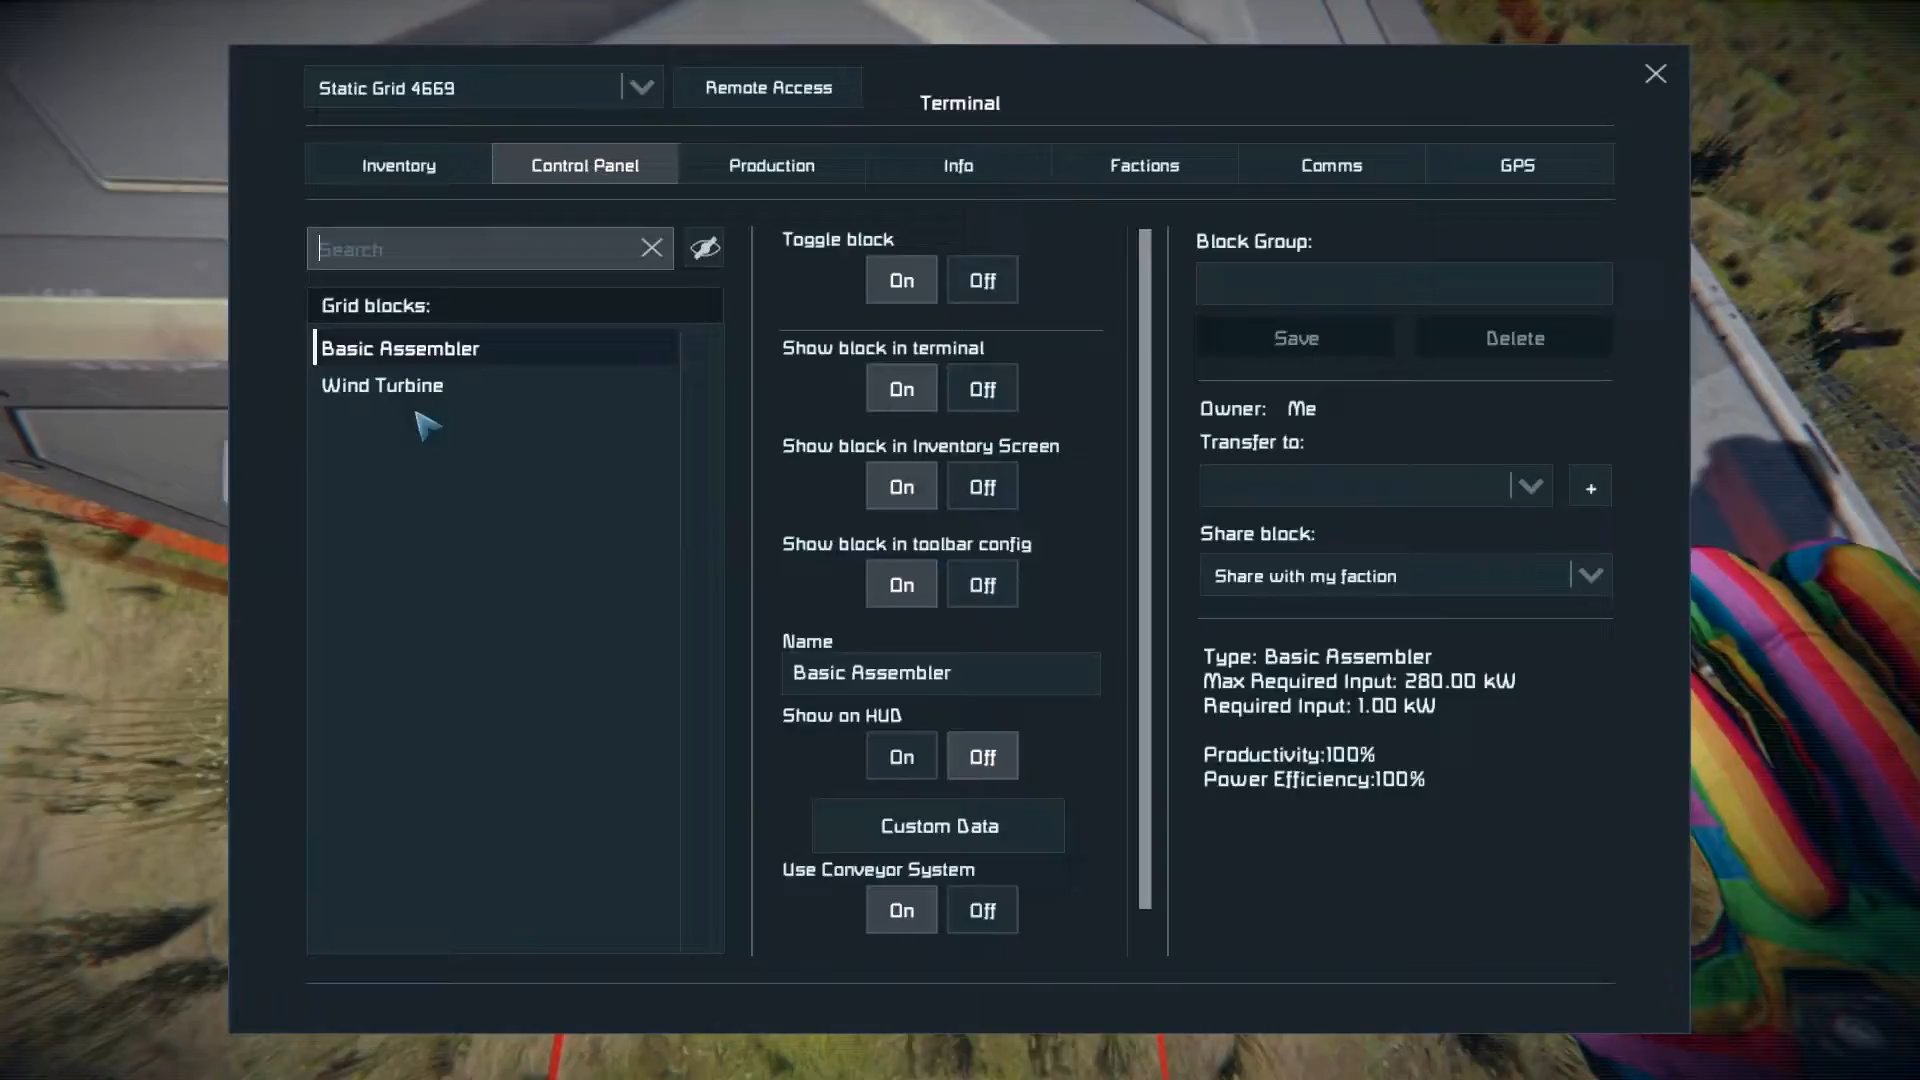 Static Grid 4669
Remote Access
Terminal
Inventory
Control Panel
Production
Info
Factions
Comms
GPS
Search
Grid blocks:
Basic Assembler
Wind Turbine
Toggle block
On
Off
Show block in terminal
On
Off
Show block in Inventory Screen
On
Off
Show block in toolbar config
On
Off
Name
Basic Assembler
Show on HUD
On
Off
Custom Data
Use Conveyor System
On
Off
Block Group:
Save
Delete
Owner: Me
Transfer to:
+
Share block:
Share with my faction
Type: Basic Assembler
Max Required Input: 280.00 kW
Required Input: 1.00 kW
Productivity:100%
Power Efficiency:100%